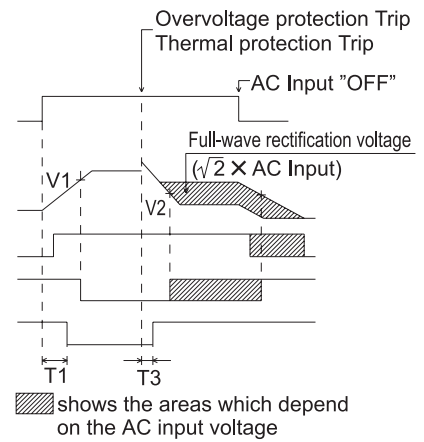 Overvoltage protection Trip
Thermal protection Trip
AC Input ”OFF”
Full-wave rectification voltage
(√2 × AC Input)
V1
V2
T1
T3
shows the areas which depend
on the AC input voltage